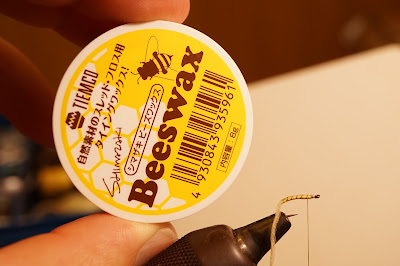 TIEMCO
自然素材のスレッド・フロス用
タイイングワックス!
Shimazaki
シマザキ ビーズワックス
Beeswax
4 930843 935961
内容量:8g